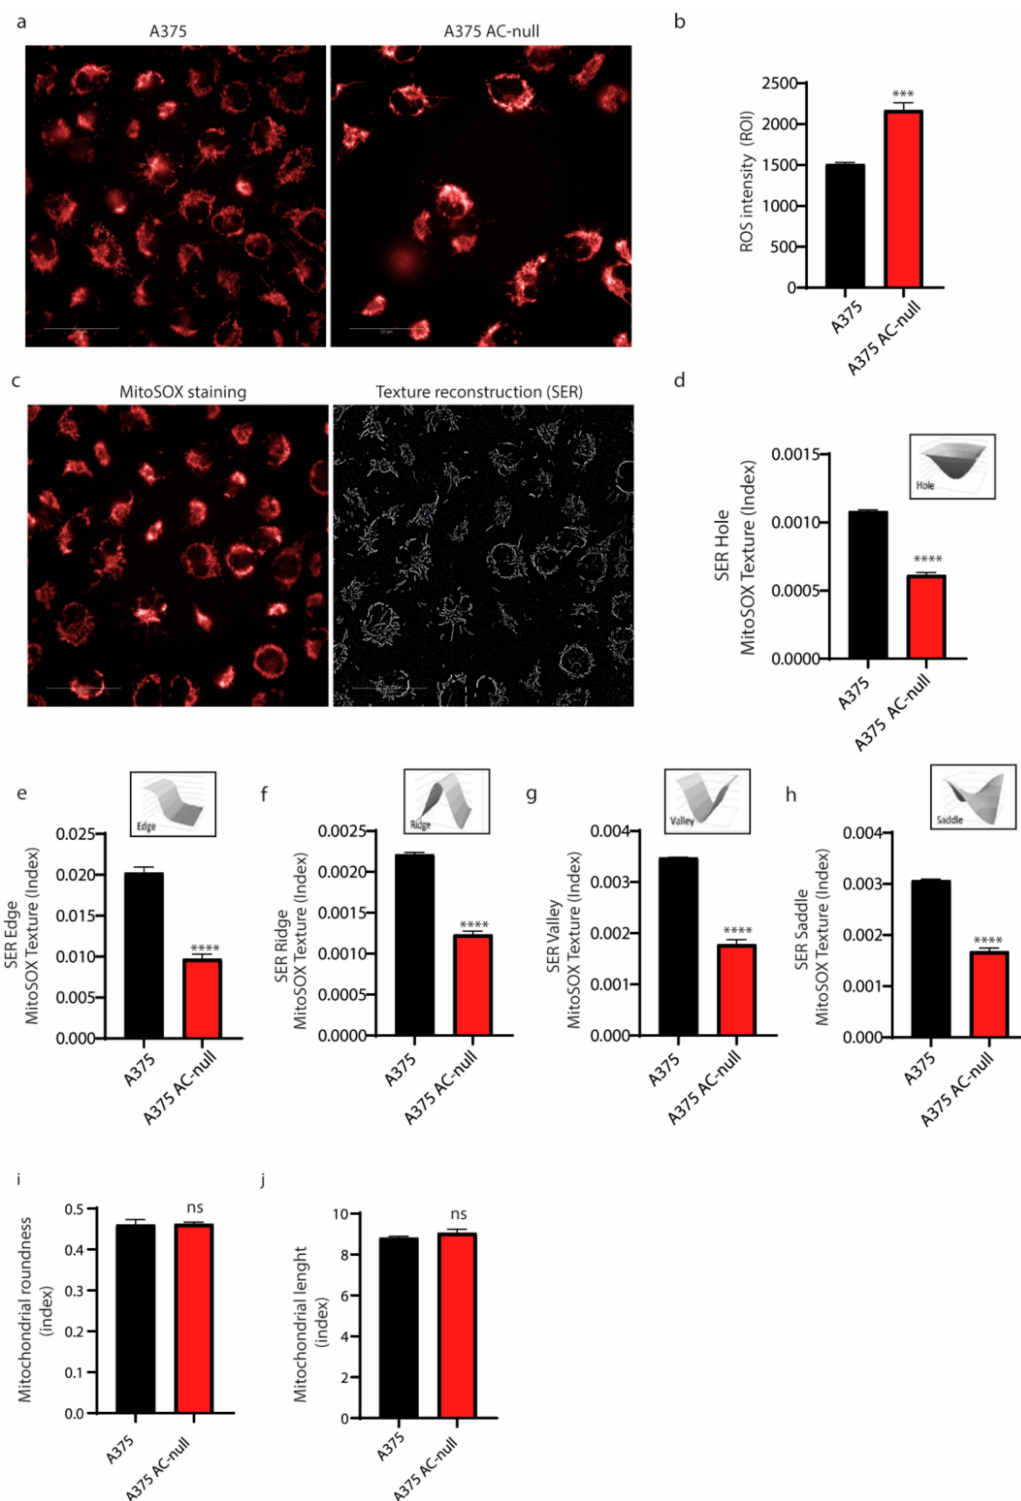 a
A375
A375 AC-null
b
ROS intensity (ROI)
2500
2000
1500
1000
500
0
***
A375
A375 AC-null
c
MitoSOX staining
Texture reconstruction (SER)
d
SER Hole
MitoSOX Texture (Index)
0.0015
0.0010
0.0005
0.0000
Hole
****
A375
A375 AC-null
e
SER Edge
MitoSOX Texture (Index)
Edge
0.025
0.020
0.015
0.010
0.005
0.000
****
A375
A375 AC-null
f
SER Ridge
MitoSOX Texture (Index)
Ridge
0.0025
0.0020
0.0015
0.0010
0.0005
0.0000
****
A375
A375 AC-null
g
SER Valley
MitoSOX Texture (Index)
Valley
0.004
0.003
0.002
0.001
0.000
****
A375
A375 AC-null
h
SER Saddle
MitoSOX Texture (Index)
Saddle
0.004
0.003
0.002
0.001
0.000
****
A375
A375 AC-null
i
Mitochondrial roundness
(index)
0.5
0.4
0.3
0.2
0.1
0.0
ns
A375
A375 AC-null
j
Mitochondrial lenght
(index)
10
8
6
4
2
0
ns
A375
A375 AC-null